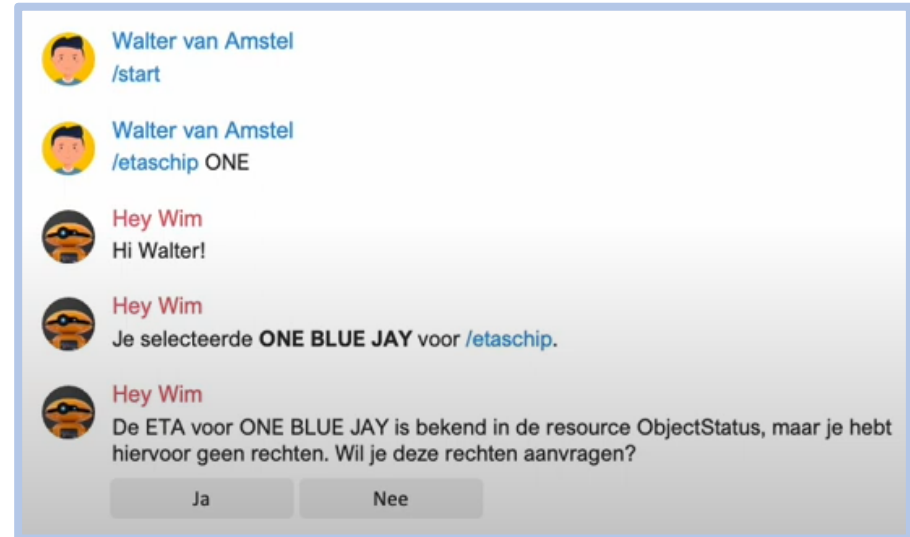 Walter van Amstel
/start
Walter van Amstel
/etaschip ONE
Hey Wim
Hi Walter!
Hey Wim
Je selecteerde ONE BLUE JAY voor /etaschip.
Hey Wim
De ETA voor ONE BLUE JAY is bekend in de resource ObjectStatus, maar je hebt
hiervoor geen rechten. Wil je deze rechten aanvragen?
Ja Nee